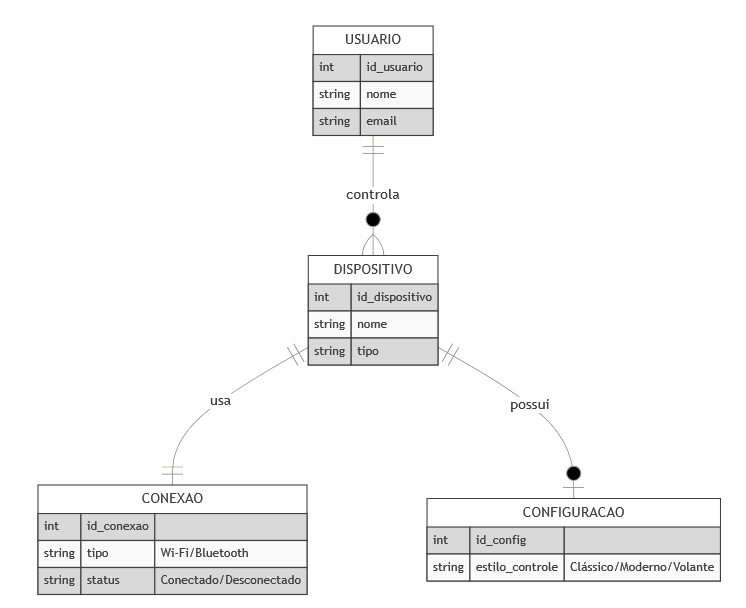 USUARIO
int id_usuario
string nome
string email
controla
DISPOSITIVO
int id_dispositivo
string nome
string tipo
usa
possui
CONEXAO
int id_conexao
string tipo Wi-Fi/Bluetooth
string status Conectado/Desconectado
CONFIGURACAO
int id_config
string estilo_controle Clássico/Moderno/Volante